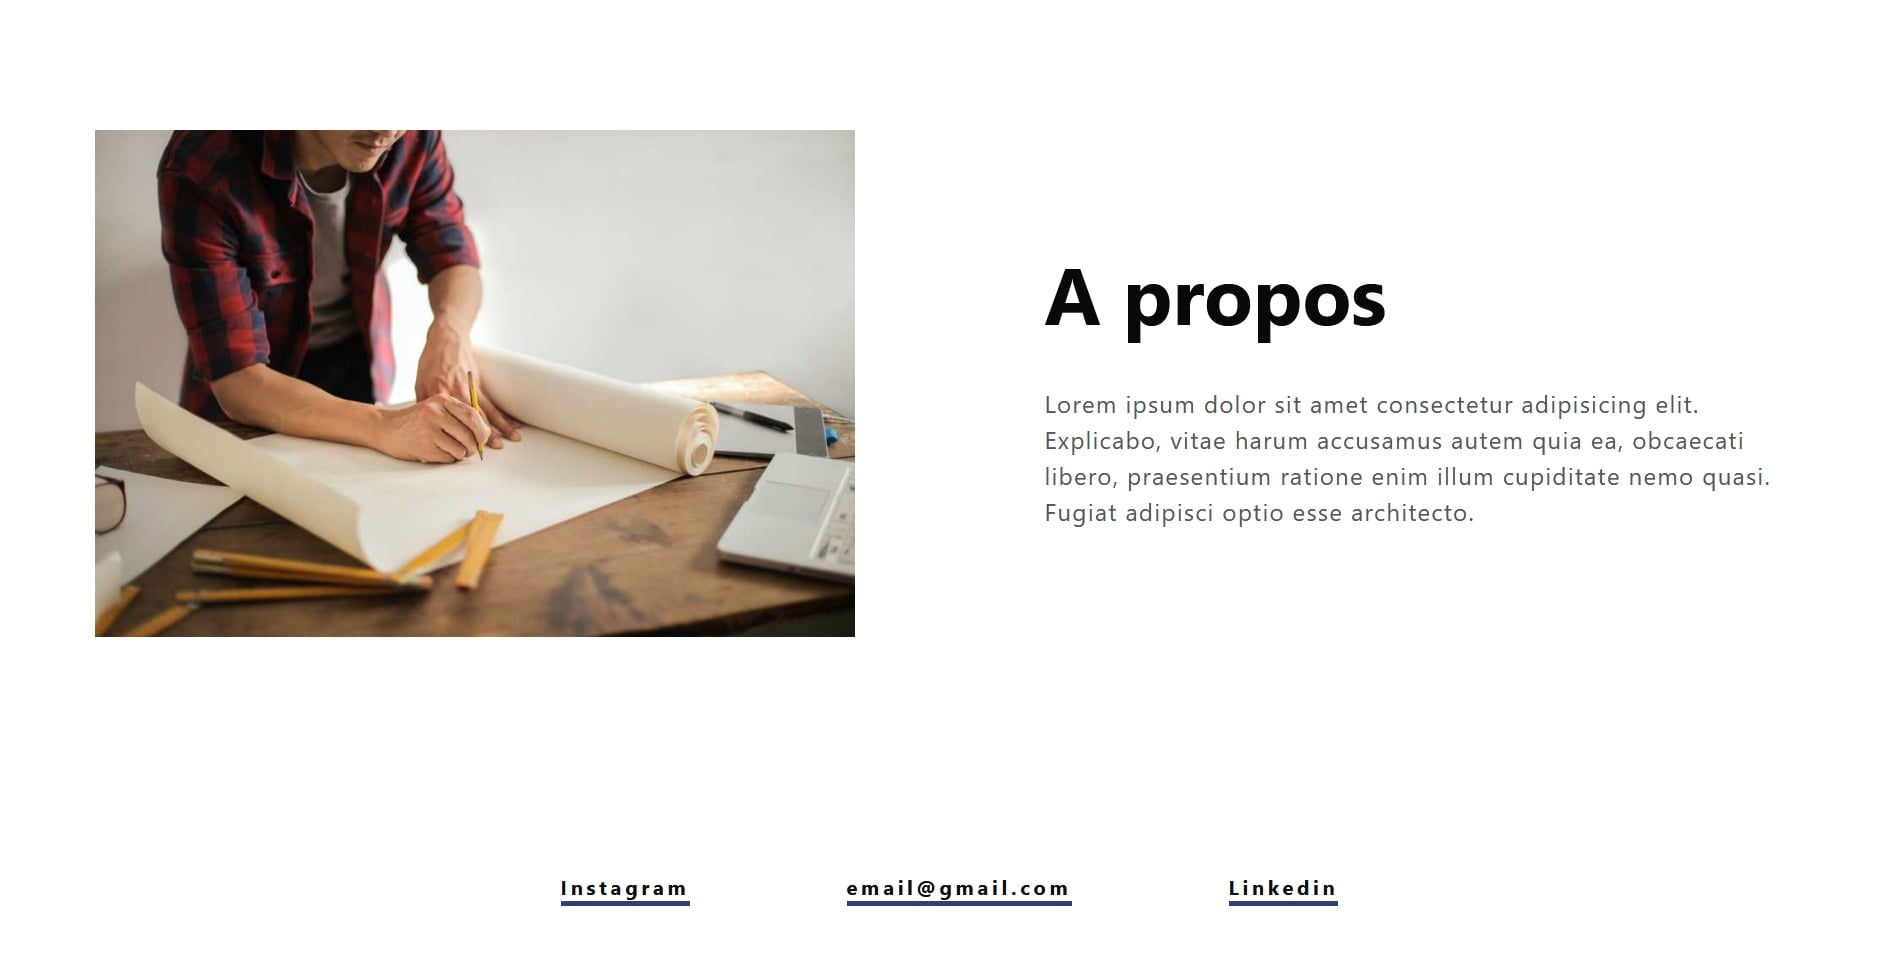 A propos
Lorem ipsum dolor sit amet consectetur adipisicing elit.
Explicabo, vitae harum accusamus autem quia ea, obcaecati
libero, praesentium ratione enim illum cupiditate nemo quasi.
Fugiat adipisci optio esse architecto.
Instagram
email@gmail.com
Linkedin